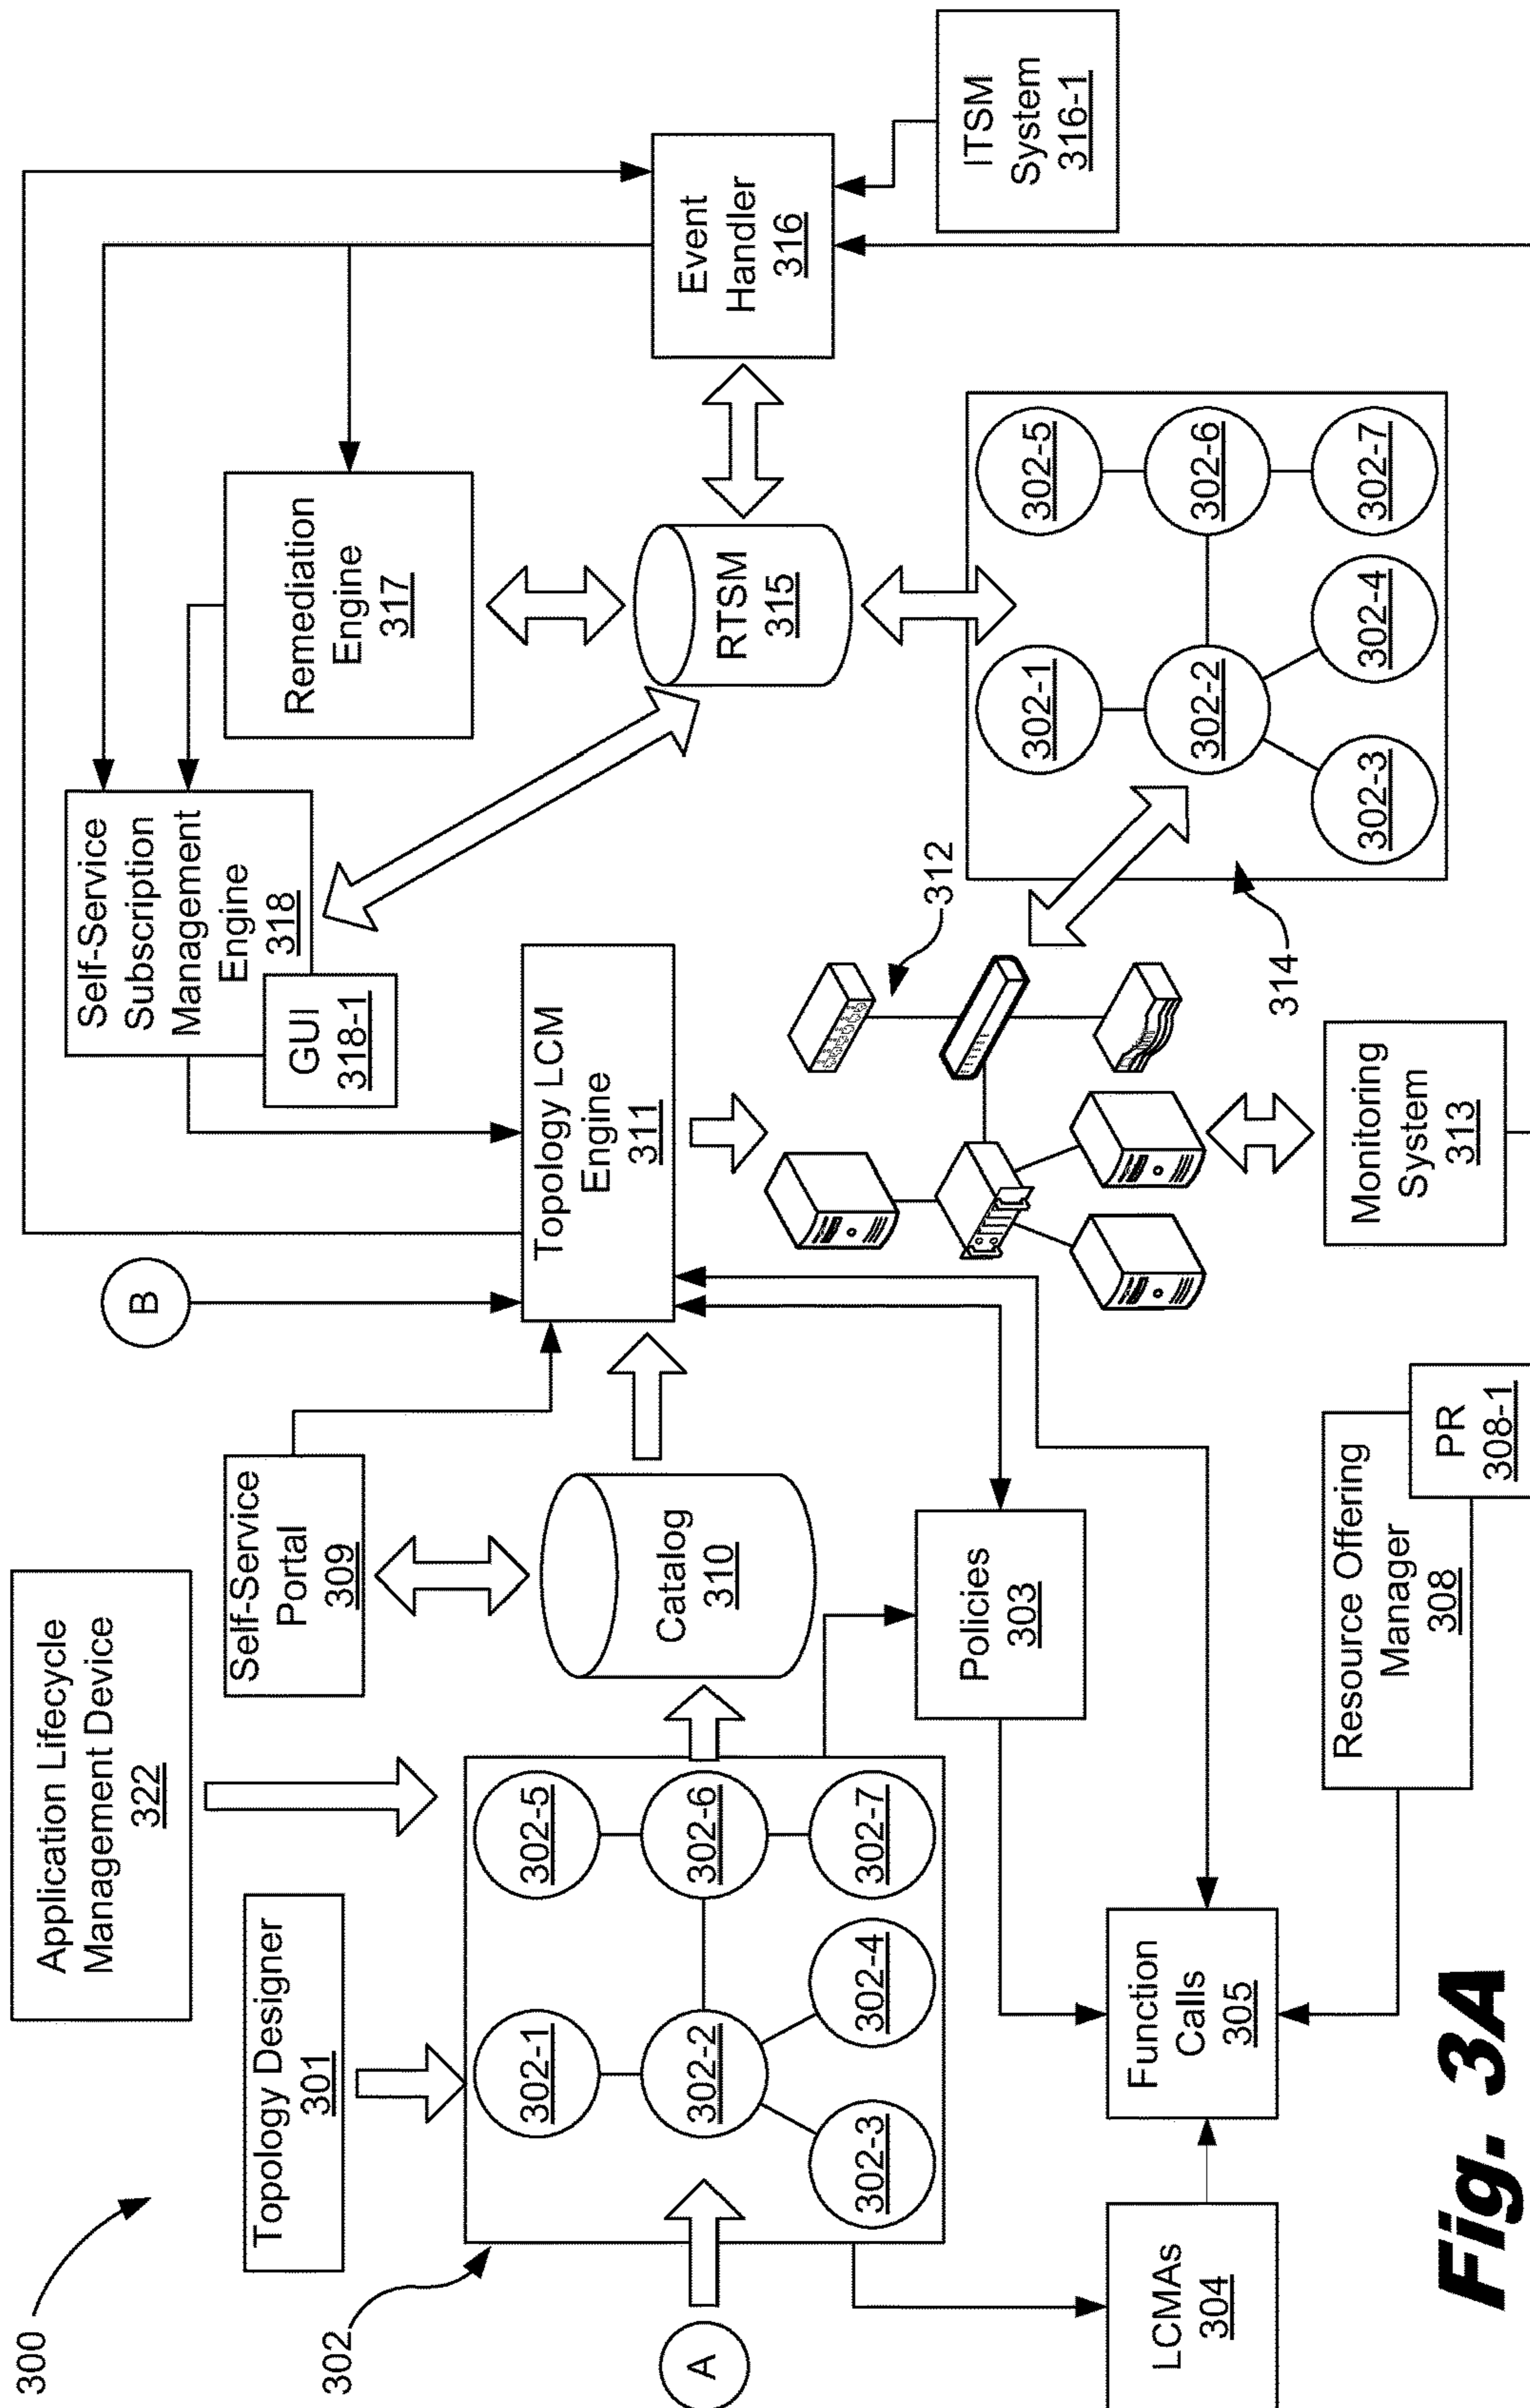 300
Application Lifecycle
Management Device
322
Topology Designer
301
302
302-1
302-5
302-2
302-6
302-3
302-4
302-7
A
Self-Service
Portal
309
Catalog
310
B
Policies
303
LCMAs
304
Function
Calls
305
Resource Offering
Manager
308
PR
308-1
Topology LCM
Engine
311
Self-Service
Subscription
Management
Engine
318
GUI
318-1
Remediation
Engine
317
RTSM
315
Event
Handler
316
ITSM
System
316-1
312
314
302-1
302-5
302-2
302-6
302-3
302-4
302-7
Monitoring
System
313
Fig. 3A